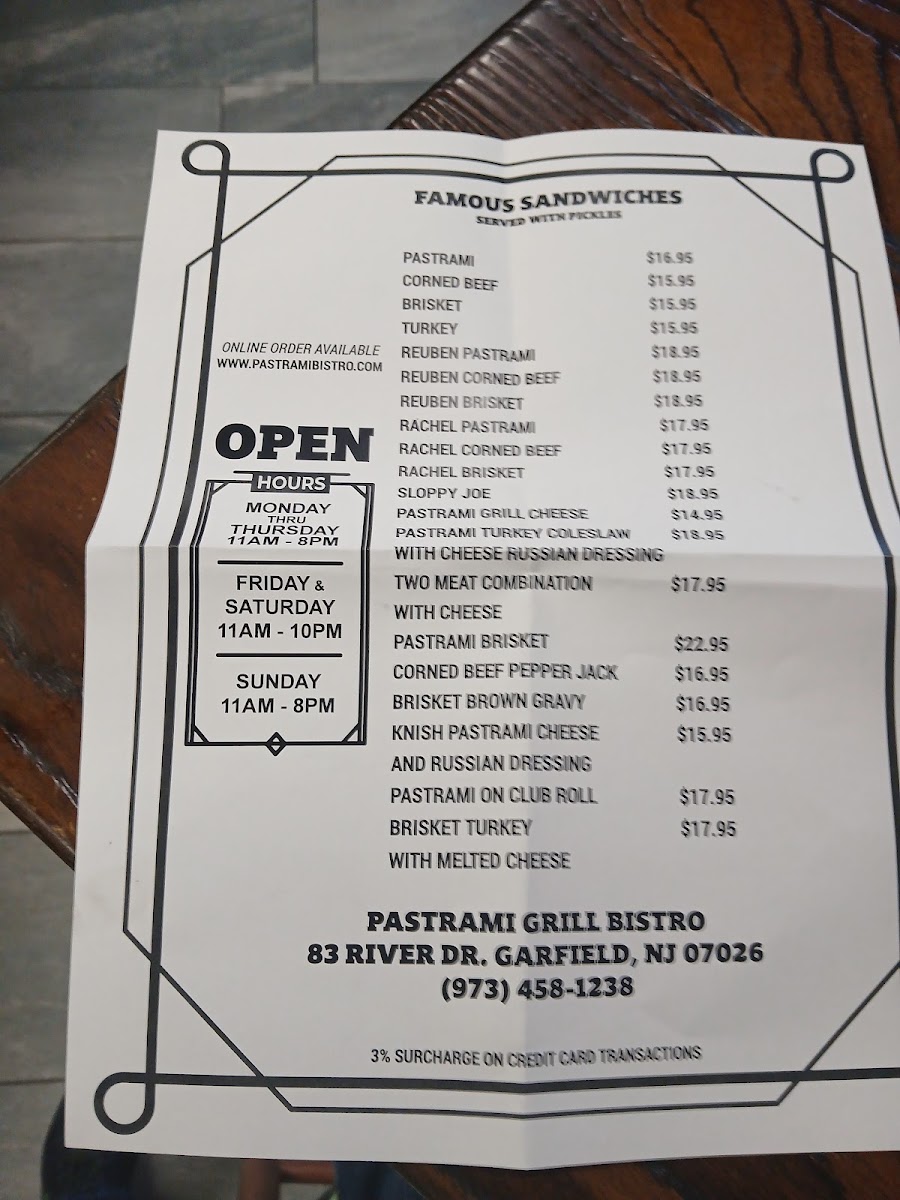 FAMOUS SANDWICHES
SERVED WITH PICKLES
PASTRAMI $16.95
CORNED BEEF $15.95
BRISKET $15.95
TURKEY $15.95
REUBEN PASTRAMI $18.95
REUBEN CORNED BEEF $18.95
REUBEN BRISKET $18.95
RACHEL PASTRAMI $17.95
RACHEL CORNED BEEF $17.95
RACHEL BRISKET $17.95
SLOPPY JOE $18.95
PASTRAMI GRILL CHEESE $14.95
PASTRAMI TURKEY COLESLAW $18.95
WITH CHEESE RUSSIAN DRESSING
TWO MEAT COMBINATION $17.95
WITH CHEESE
PASTRAMI BRISKET $22.95
CORNED BEEF PEPPER JACK $16.95
BRISKET BROWN GRAVY $16.95
KNISH PASTRAMI CHEESE $15.95
AND RUSSIAN DRESSING
PASTRAMI ON CLUB ROLL $17.95
BRISKET TURKEY $17.95
WITH MELTED CHEESE
ONLINE ORDER AVAILABLE
WWW.PASTRAMIBISTRO.COM
OPEN
HOURS
MONDAY
THRU
THURSDAY
11AM - 8PM
FRIDAY &
SATURDAY
11AM - 10PM
SUNDAY
11AM - 8PM
PASTRAMI GRILL BISTRO
83 RIVER DR. GARFIELD, NJ 07026
(973) 458-1238
3% SURCHARGE ON CREDIT CARD TRANSACTIONS